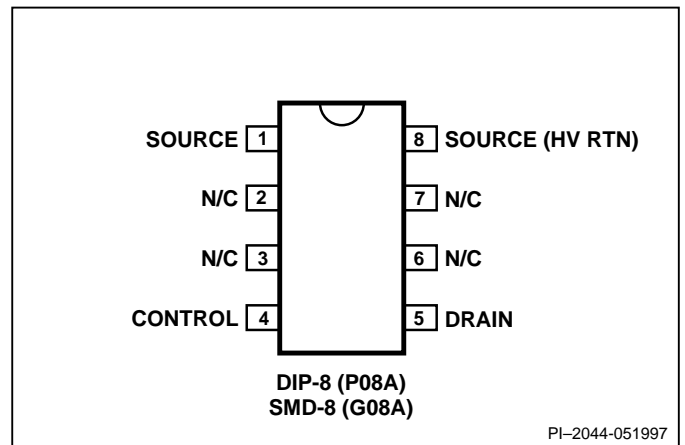 SOURCE 1 8 SOURCE (HV RTN)
N/C 2 7 N/C
N/C 3 6 N/C
CONTROL 4 5 DRAIN
DIP-8 (P08A)
SMD-8 (G08A)
PI–2044-051997